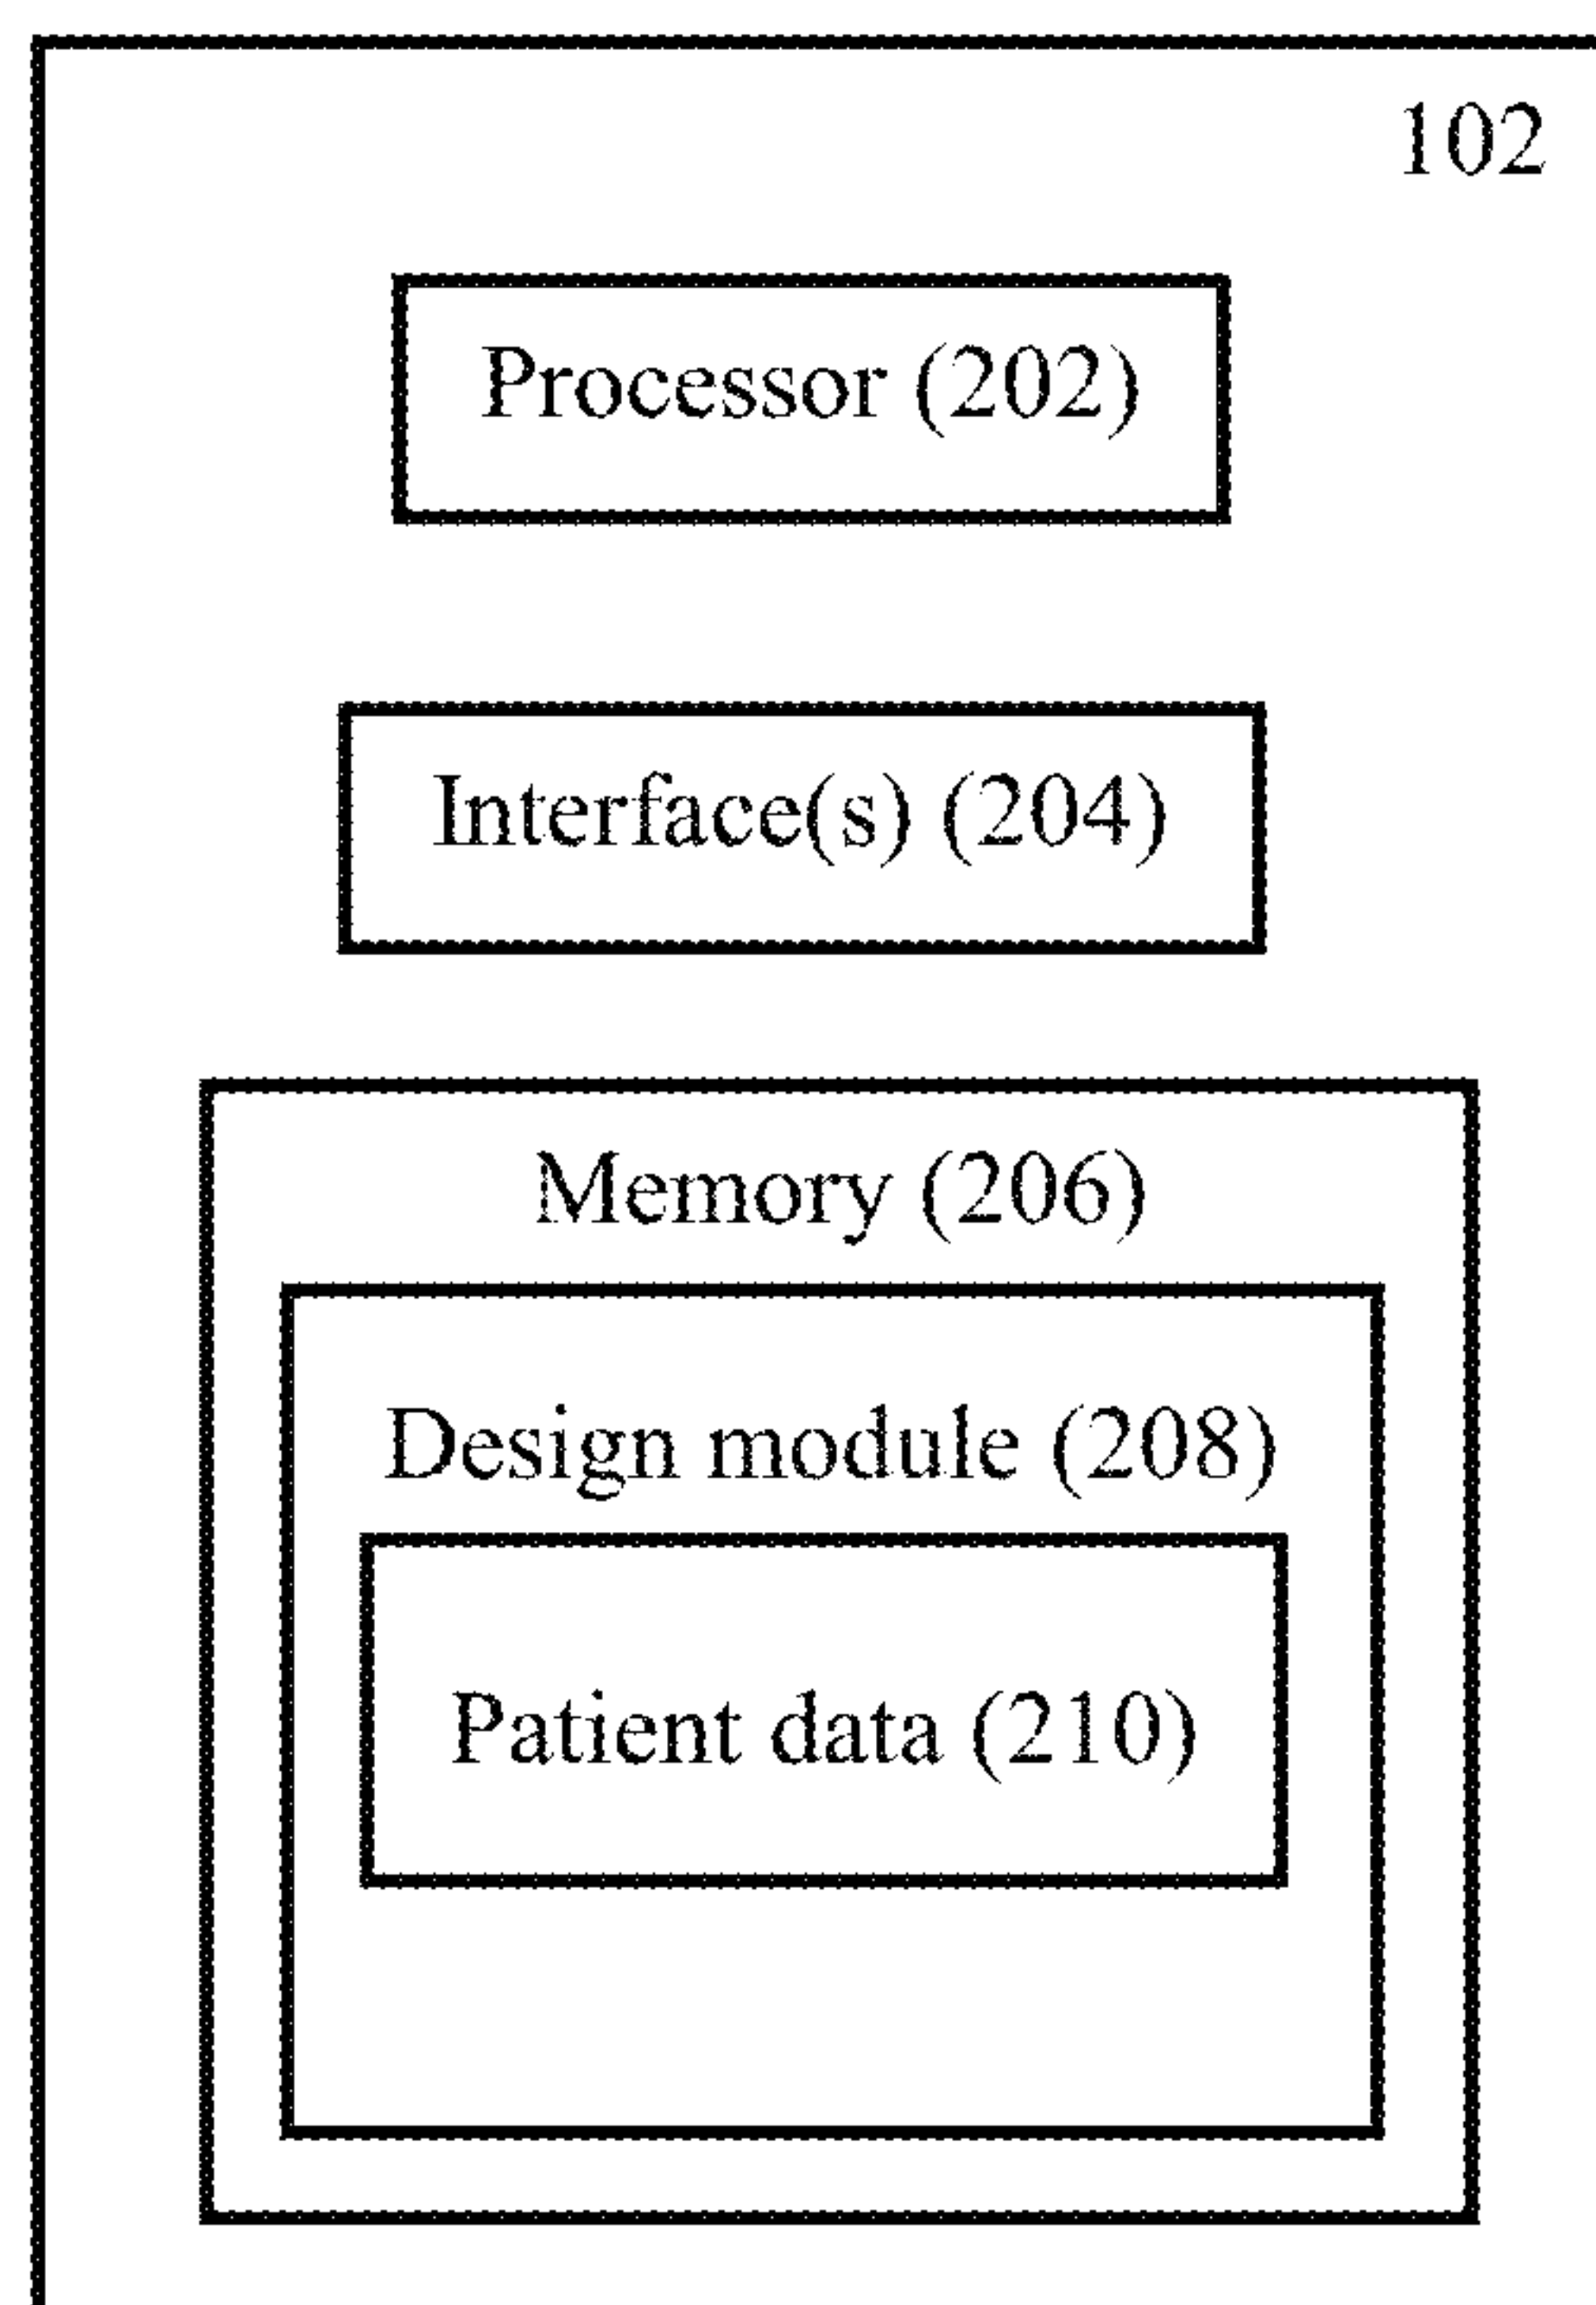 102
Processor (202)
Interface(s) (204)
Memory (206)
Design module (208)
Patient data (210)